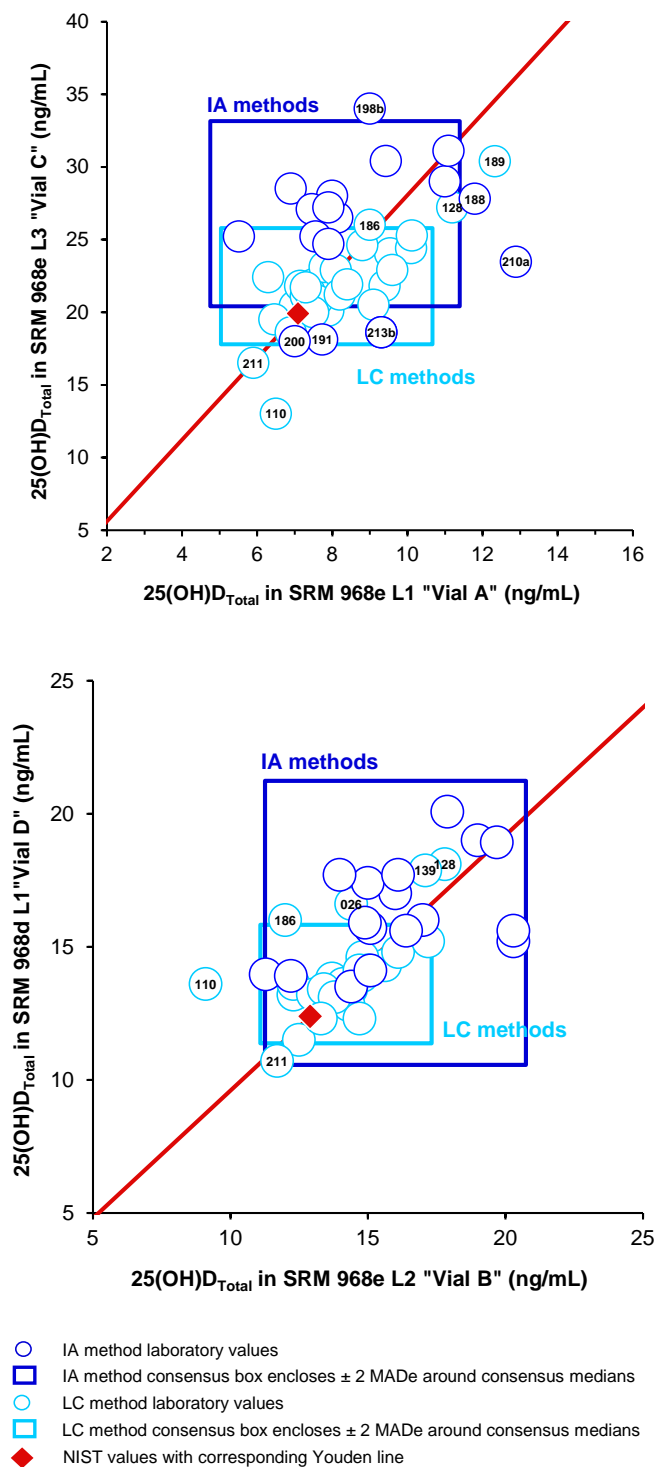 40
35
30
25
20
15
10
5
25(OH)D_Total in SRM 968e L3 "Vial C" (ng/mL)
IA methods
198b
189
128
188
186
210a
213b
191
200
LC methods
211
110
2 4 6 8 10 12 14 16
25(OH)D_Total in SRM 968e L1 "Vial A" (ng/mL)
25
20
15
10
5
25(OH)D_Total in SRM 968d L1"Vial D" (ng/mL)
IA methods
139
128
026
186
110
LC methods
211
5 10 15 20 25
25(OH)D_Total in SRM 968e L2 "Vial B" (ng/mL)
IA method laboratory values
IA method consensus box encloses ± 2 MADe around consensus medians
LC method laboratory values
LC method consensus box encloses ± 2 MADe around consensus medians
NIST values with corresponding Youden line